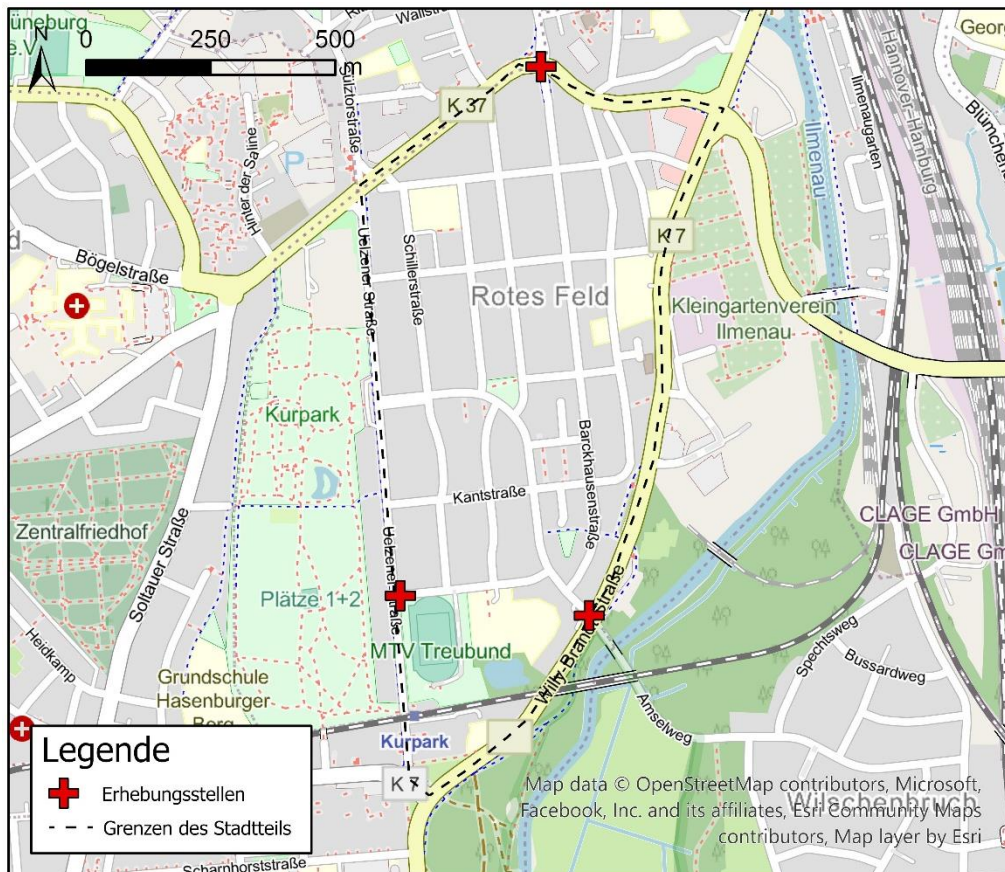 üneburg
e.V.
N
0 250 500
m
Wallstraße
Georg
K 37
Sülztorstraße
Hinter der Saline
P
Ilmenau
Ilmenaugarten
Hannover-Hamburg
Blümchen
Bögelstraße
Uelzener Straße
Schillerstraße
K 7
Rotes Feld
Kleingartenverein
Ilmenau
Kurpark
Barckhausenstraße
Kantstraße
Zentralfriedhof
Soltauer Straße
CLAGE GmbH
CLAGE Gm
Plätze 1+2
Uelzener Straße
MTV Treubund
Willy-Brandt-Straße
Heidkamp
Grundschule
Hasenburger
Berg
Spechtsweg
Bussardweg
Amselweg
Kurpark
K 7
Wilschenbruch
Scharnhorststraße
Legende
Erhebungsstellen
Grenzen des Stadtteils
Map data © OpenStreetMap contributors, Microsoft,
Facebook, Inc. and its affiliates, Esri Community Maps
contributors, Map layer by Esri